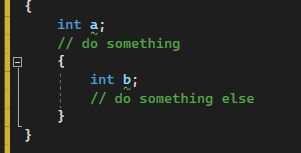 {
int a;
// do something
{
int b;
// do something else
}
}